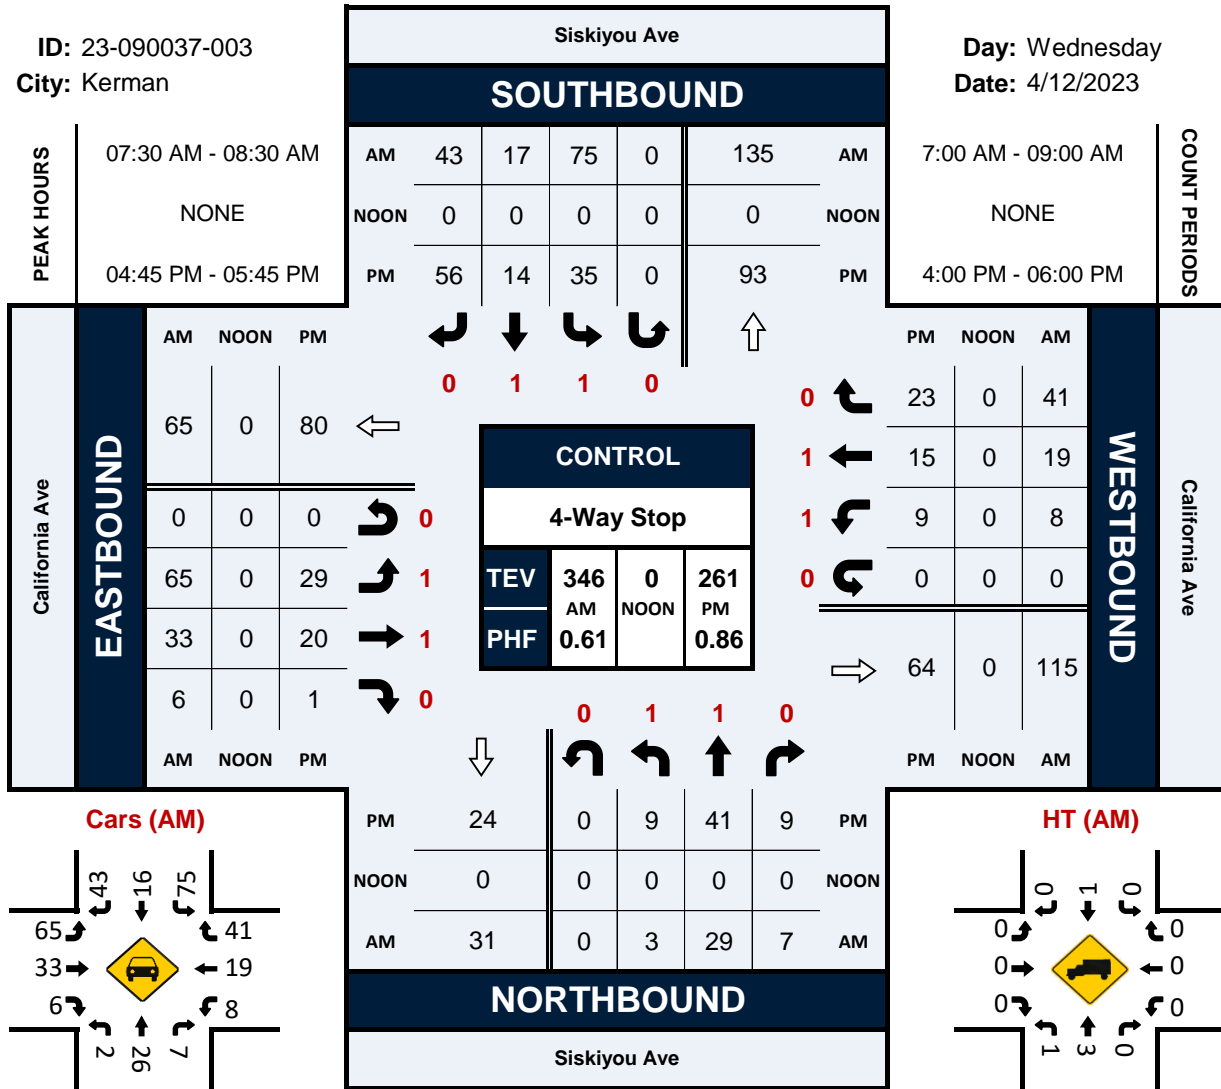 Siskiyou Ave
ID: 23-090037-003
Day: Wednesday
City: Kerman
Date: 4/12/2023
SOUTHBOUND
PEAK HOURS
07:30 AM - 08:30 AM
AM 43 17 75 0 135 AM
7:00 AM - 09:00 AM
COUNT PERIODS
NONE
NOON 0 0 0 0 0 NOON
NONE
04:45 PM - 05:45 PM
PM 56 14 35 0 93 PM
4:00 PM - 06:00 PM
0 1 1 0
California Ave
EASTBOUND
AM NOON PM
65 0 80
0 0 0 0
65 0 29 1
33 0 20 1
6 0 1 0
AM NOON PM
CONTROL
4-Way Stop
TEV 346 0 261
AM NOON PM
PHF 0.61 0.86
PM NOON AM
0 23 0 41
1 15 0 19
1 9 0 8
0 0 0 0
64 0 115
PM NOON AM
WESTBOUND
California Ave
0 1 1 0
PM 24 0 9 41 9 PM
NOON 0 0 0 0 0 NOON
AM 31 0 3 29 7 AM
NORTHBOUND
Siskiyou Ave
Cars (AM)
43 16 75
65 41
33 19
6 8
2 26 7
HT (AM)
0 1 0
0 0
0 0
0 0
1 3 0